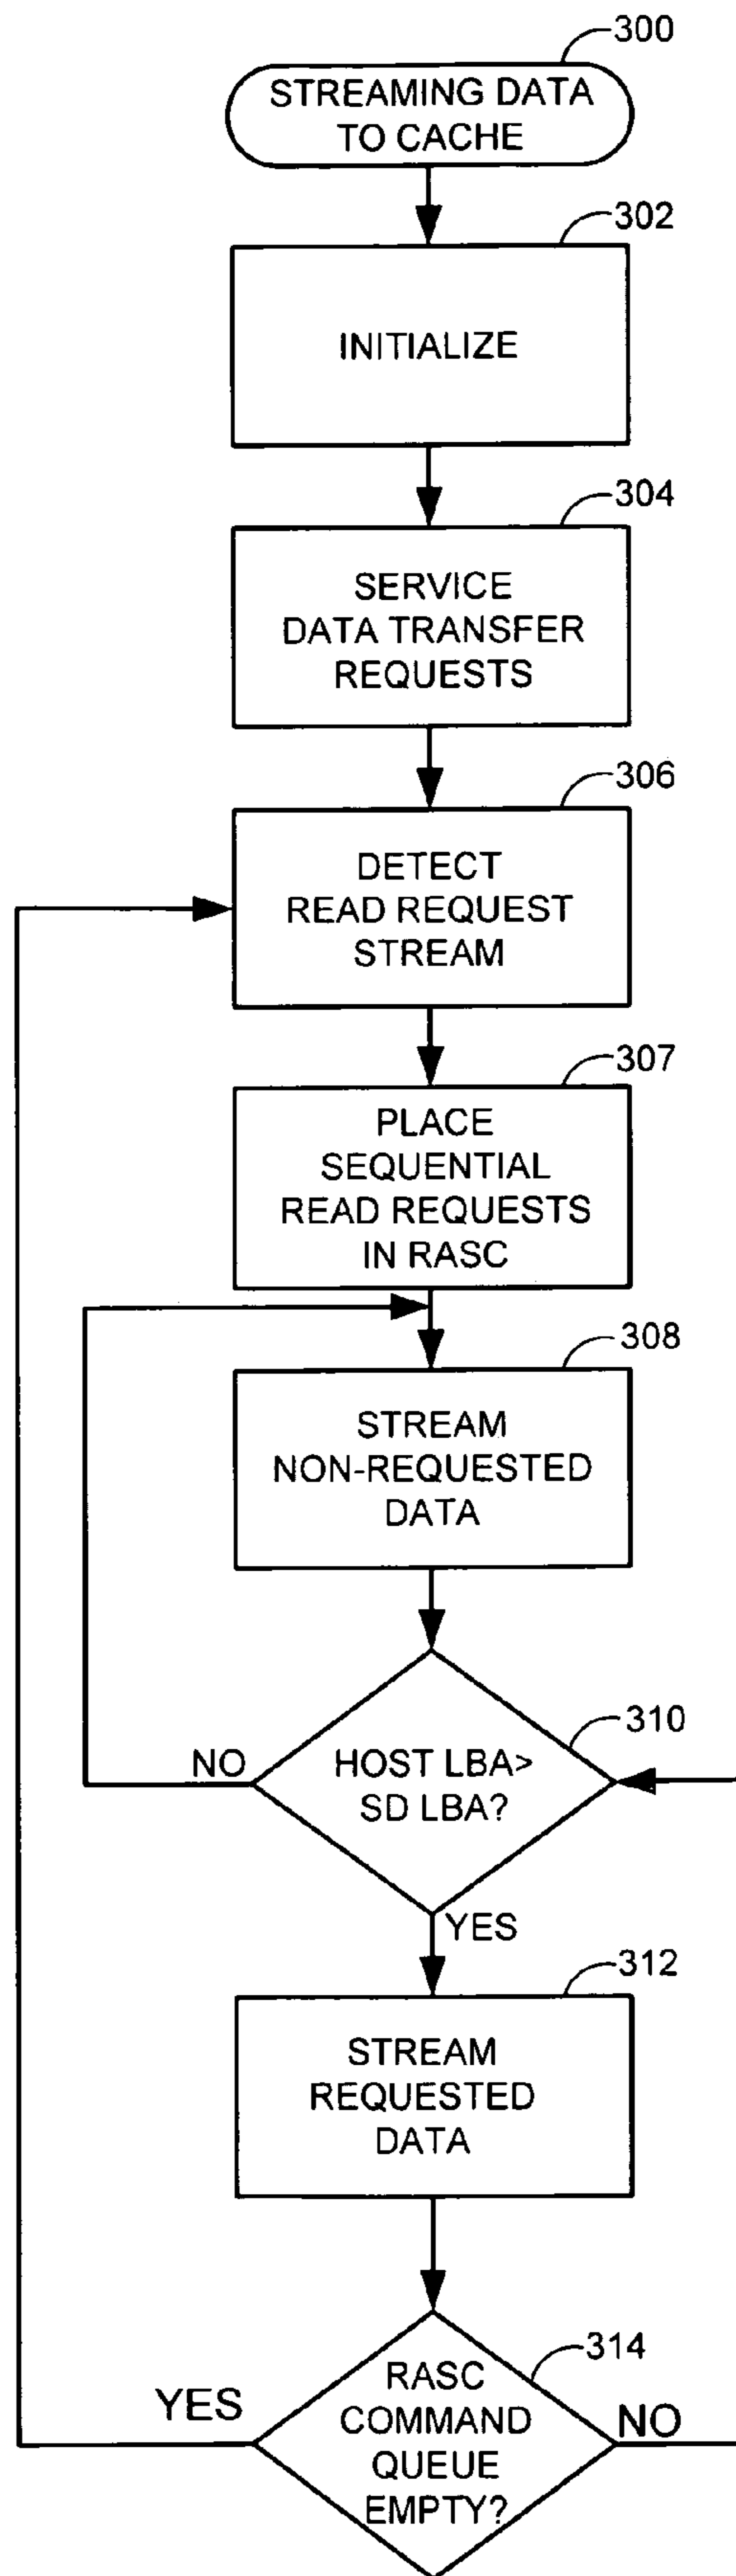 300
STREAMING DATA
TO CACHE
302
INITIALIZE
304
SERVICE
DATA TRANSFER
REQUESTS
306
DETECT
READ REQUEST
STREAM
307
PLACE
SEQUENTIAL
READ REQUESTS
IN RASC
308
STREAM
NON-REQUESTED
DATA
310
NO
HOST LBA>
SD LBA?
YES
312
STREAM
REQUESTED
DATA
314
YES
RASC
COMMAND
QUEUE
EMPTY?
NO